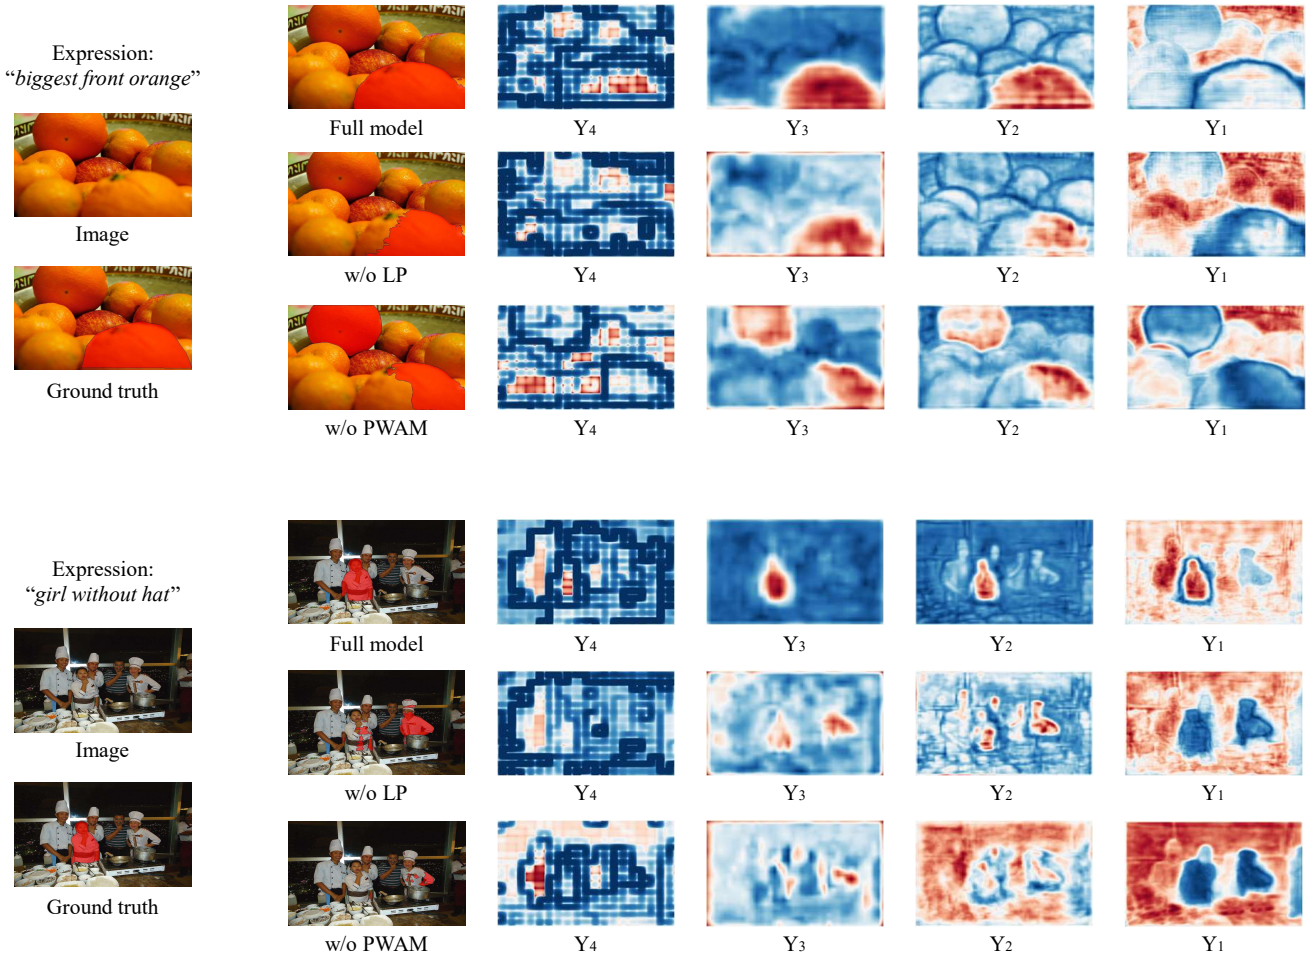 Expression:
“biggest front orange”
Image
Ground truth
Full model
Y4
Y3
Y2
Y1
w/o LP
Y4
Y3
Y2
Y1
w/o PWAM
Y4
Y3
Y2
Y1
Expression:
“girl without hat”
Image
Ground truth
Full model
Y4
Y3
Y2
Y1
w/o LP
Y4
Y3
Y2
Y1
w/o PWAM
Y4
Y3
Y2
Y1